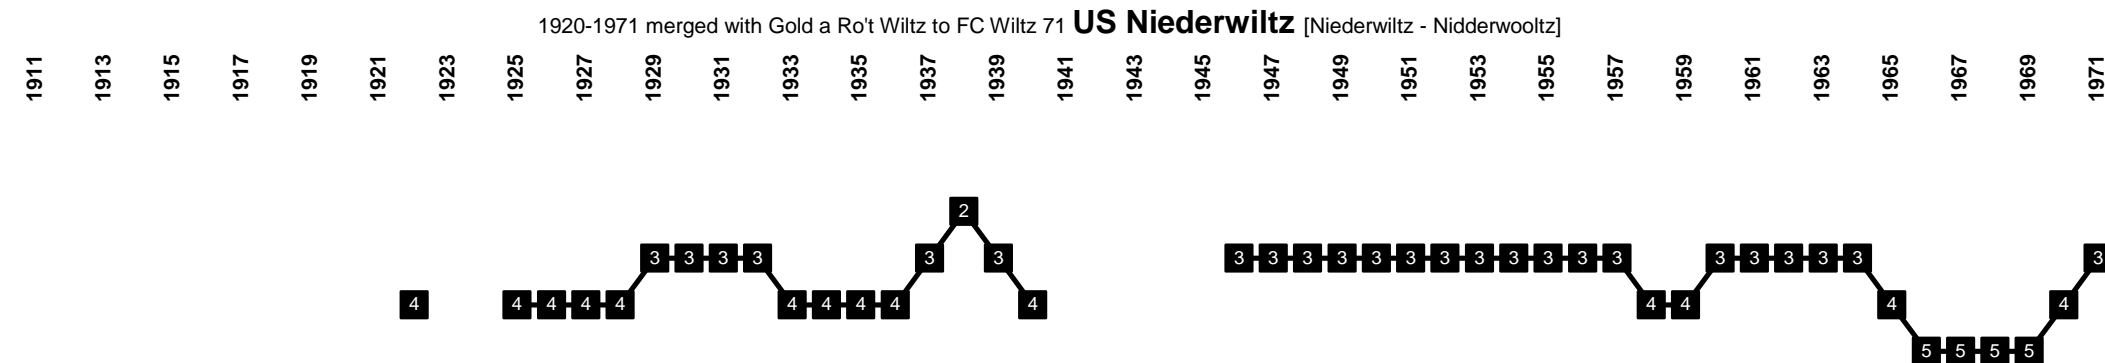 1920-1971 merged with Gold a Ro't Wiltz to FC Wiltz 71 US Niederwiltz [Niederwiltz - Nidderwooltz]
1911 1913 1915 1917 1919 1921 1923 1925 1927 1929 1931 1933 1935 1937 1939 1941 1943 1945 1947 1949 1951 1953 1955 1957 1959 1961 1963 1965 1967 1969 1971
2
3 3 3 3 3 3 3 3 3 3 3 3 3 3 3 3 3 3 3 3 3 3 3 3
4 4 4 4 4 4 4 4 4 4 4 4 4 4
5 5 5 5